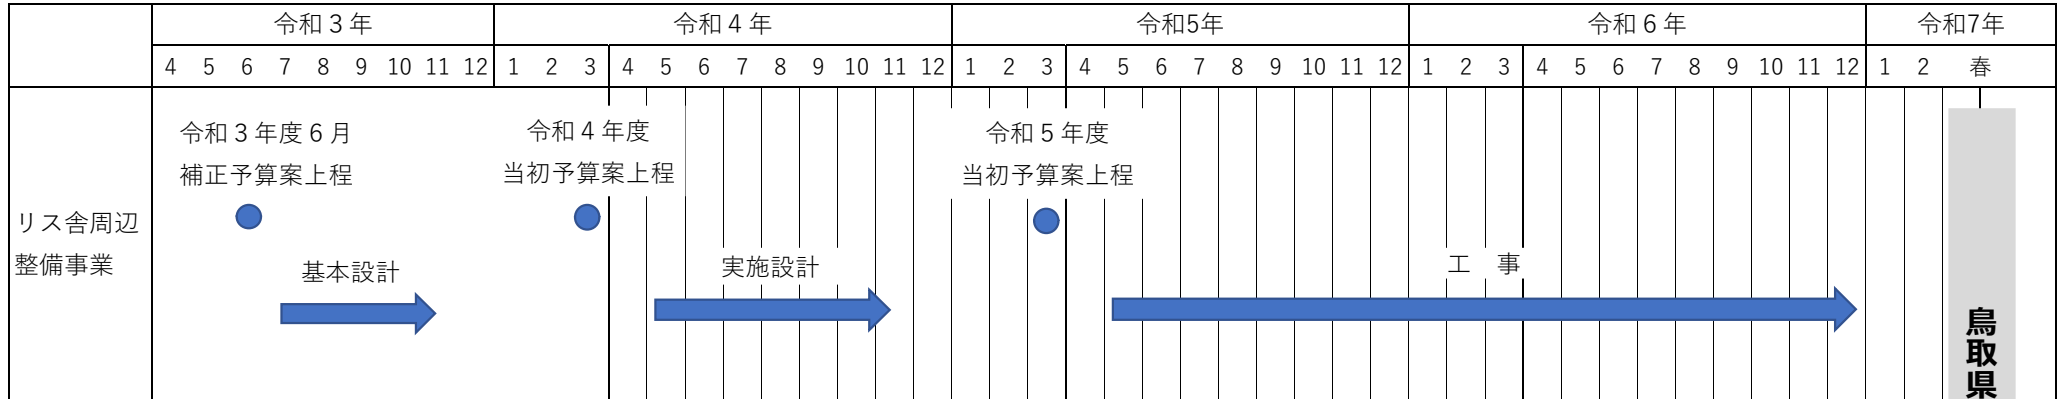 令和３年 令和４年 令和5年 令和６年 令和7年
4 5 6 7 8 9 10 11 12 1 2 3 4 5 6 7 8 9 10 11 12 1 2 3 4 5 6 7 8 9 10 11 12 1 2 3 4 5 6 7 8 9 10 11 12 1 2 春
令和３年度６月
補正予算案上程
令和４年度
当初予算案上程
令和５年度
当初予算案上程
リス舎周辺
整備事業
基本設計
実施設計
工　事
鳥取県